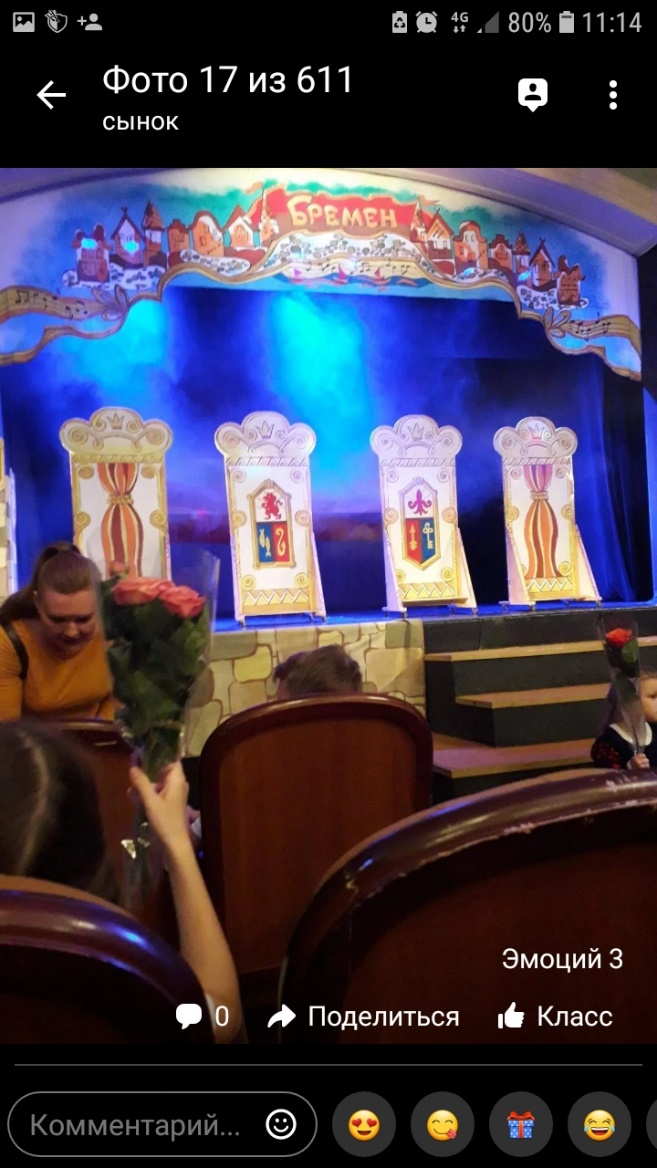 4G
80%
11:14
Фото 17 из 611
сынок
БРЕМЕН
Эмоций 3
0
Поделиться
Класс
Комментарий...